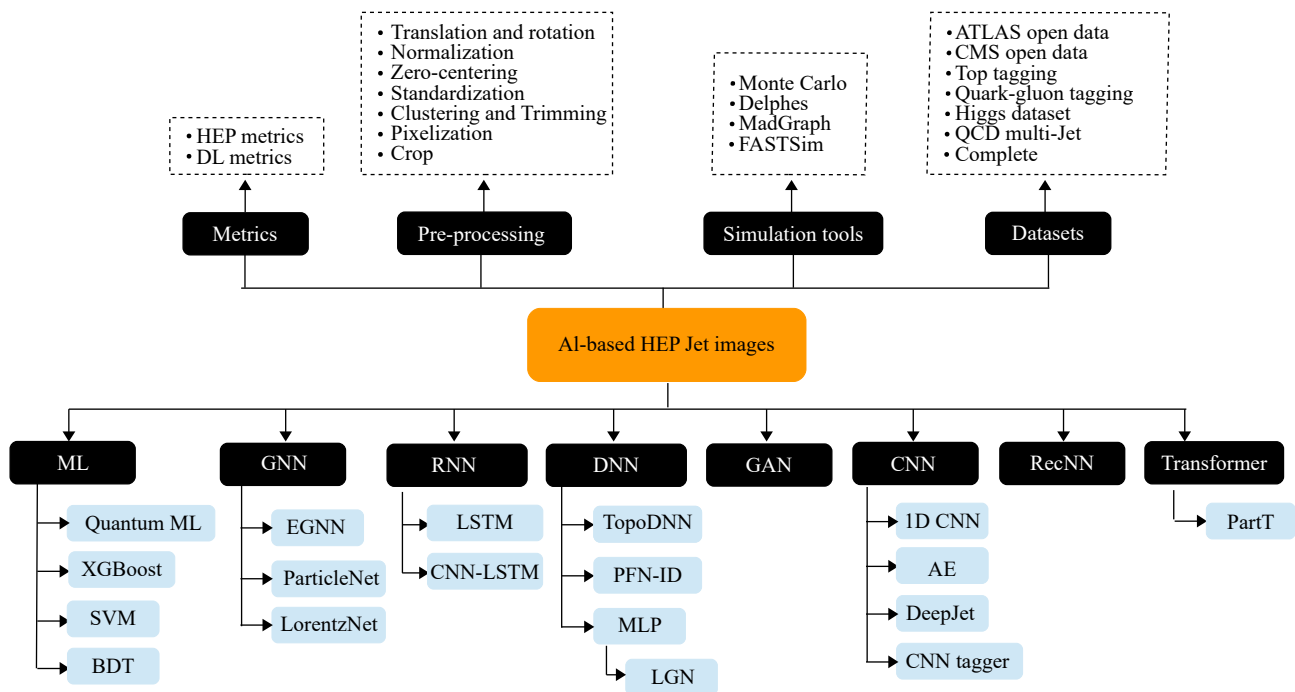 • Translation and rotation
• Normalization
• Zero-centering
• Standardization
• Clustering and Trimming
• Pixelization
• Crop
• ATLAS open data
• CMS open data
• Top tagging
• Quark-gluon tagging
• Higgs dataset
• QCD multi-Jet
• Complete
• Monte Carlo
• Delphes
• MadGraph
• FASTSim
• HEP metrics
• DL metrics
Metrics
Pre-processing
Simulation tools
Datasets
AI-based HEP Jet images
ML
GNN
RNN
DNN
GAN
CNN
RecNN
Transformer
Quantum ML
XGBoost
SVM
BDT
EGNN
ParticleNet
LorentzNet
LSTM
CNN-LSTM
TopoDNN
PFN-ID
MLP
LGN
1D CNN
AE
DeepJet
CNN tagger
PartT